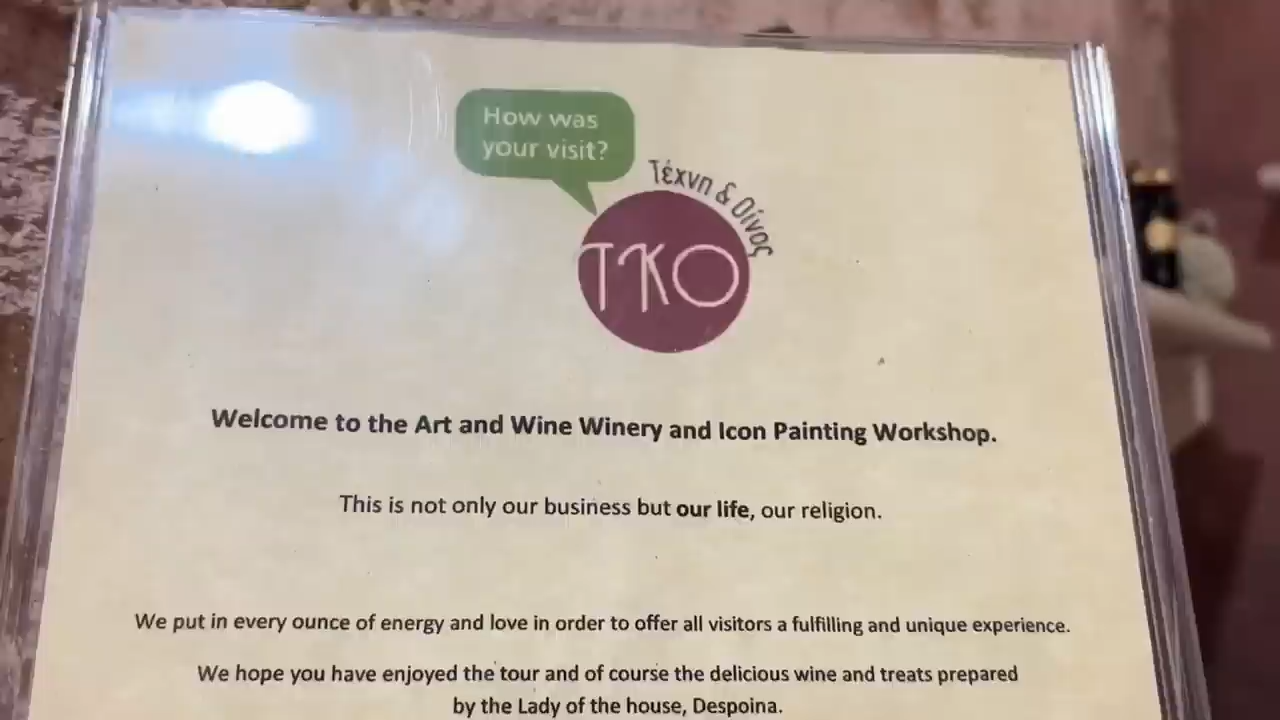 How was
your visit?
Τέχνη & Οίνος
ΤΚΟ
Welcome to the Art and Wine Winery and Icon Painting Workshop.
This is not only our business but our life, our religion.
We put in every ounce of energy and love in order to offer all visitors a fulfilling and unique experience.
We hope you have enjoyed the tour and of course the delicious wine and treats prepared
by the Lady of the house, Despoina.